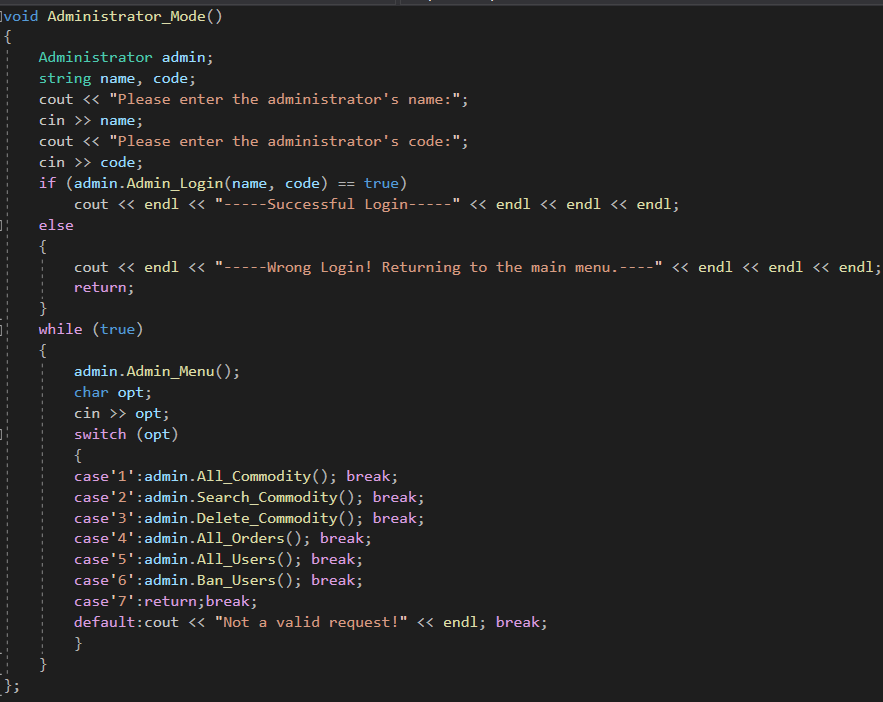 void Administrator_Mode()
{
    Administrator admin;
    string name, code;
    cout << "Please enter the administrator's name:";
    cin >> name;
    cout << "Please enter the administrator's code:";
    cin >> code;
    if (admin.Admin_Login(name, code) == true)
        cout << endl << "-----Successful Login-----" << endl << endl << endl;
    else
    {
        cout << endl << "-----Wrong Login! Returning to the main menu.----" << endl << endl << endl;
        return;
    }
    while (true)
    {
        admin.Admin_Menu();
        char opt;
        cin >> opt;
        switch (opt)
        {
        case'1':admin.All_Commodity(); break;
        case'2':admin.Search_Commodity(); break;
        case'3':admin.Delete_Commodity(); break;
        case'4':admin.All_Orders(); break;
        case'5':admin.All_Users(); break;
        case'6':admin.Ban_Users(); break;
        case'7':return;break;
        default:cout << "Not a valid request!" << endl; break;
        }
    }
};